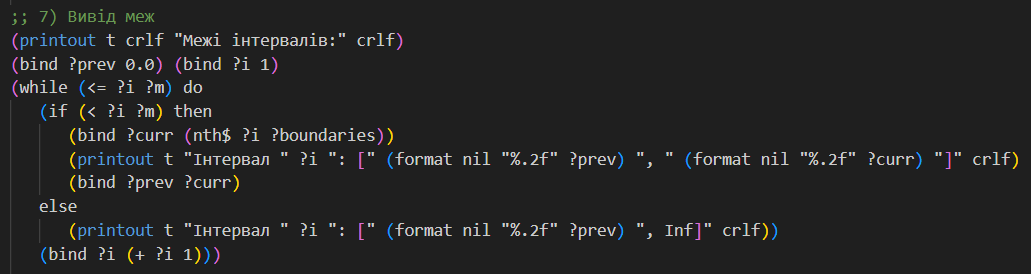 ;; 7) Вивід меж
(printout t crlf "Межі інтервалів:" crlf)
(bind ?prev 0.0) (bind ?i 1)
(while (<= ?i ?m) do
   (if (< ?i ?m) then
      (bind ?curr (nth$ ?i ?boundaries))
      (printout t "Інтервал " ?i ": [" (format nil "%.2f" ?prev) ", " (format nil "%.2f" ?curr) "]" crlf)
      (bind ?prev ?curr)
   else
      (printout t "Інтервал " ?i ": [" (format nil "%.2f" ?prev) ", Inf]" crlf))
   (bind ?i (+ ?i 1)))